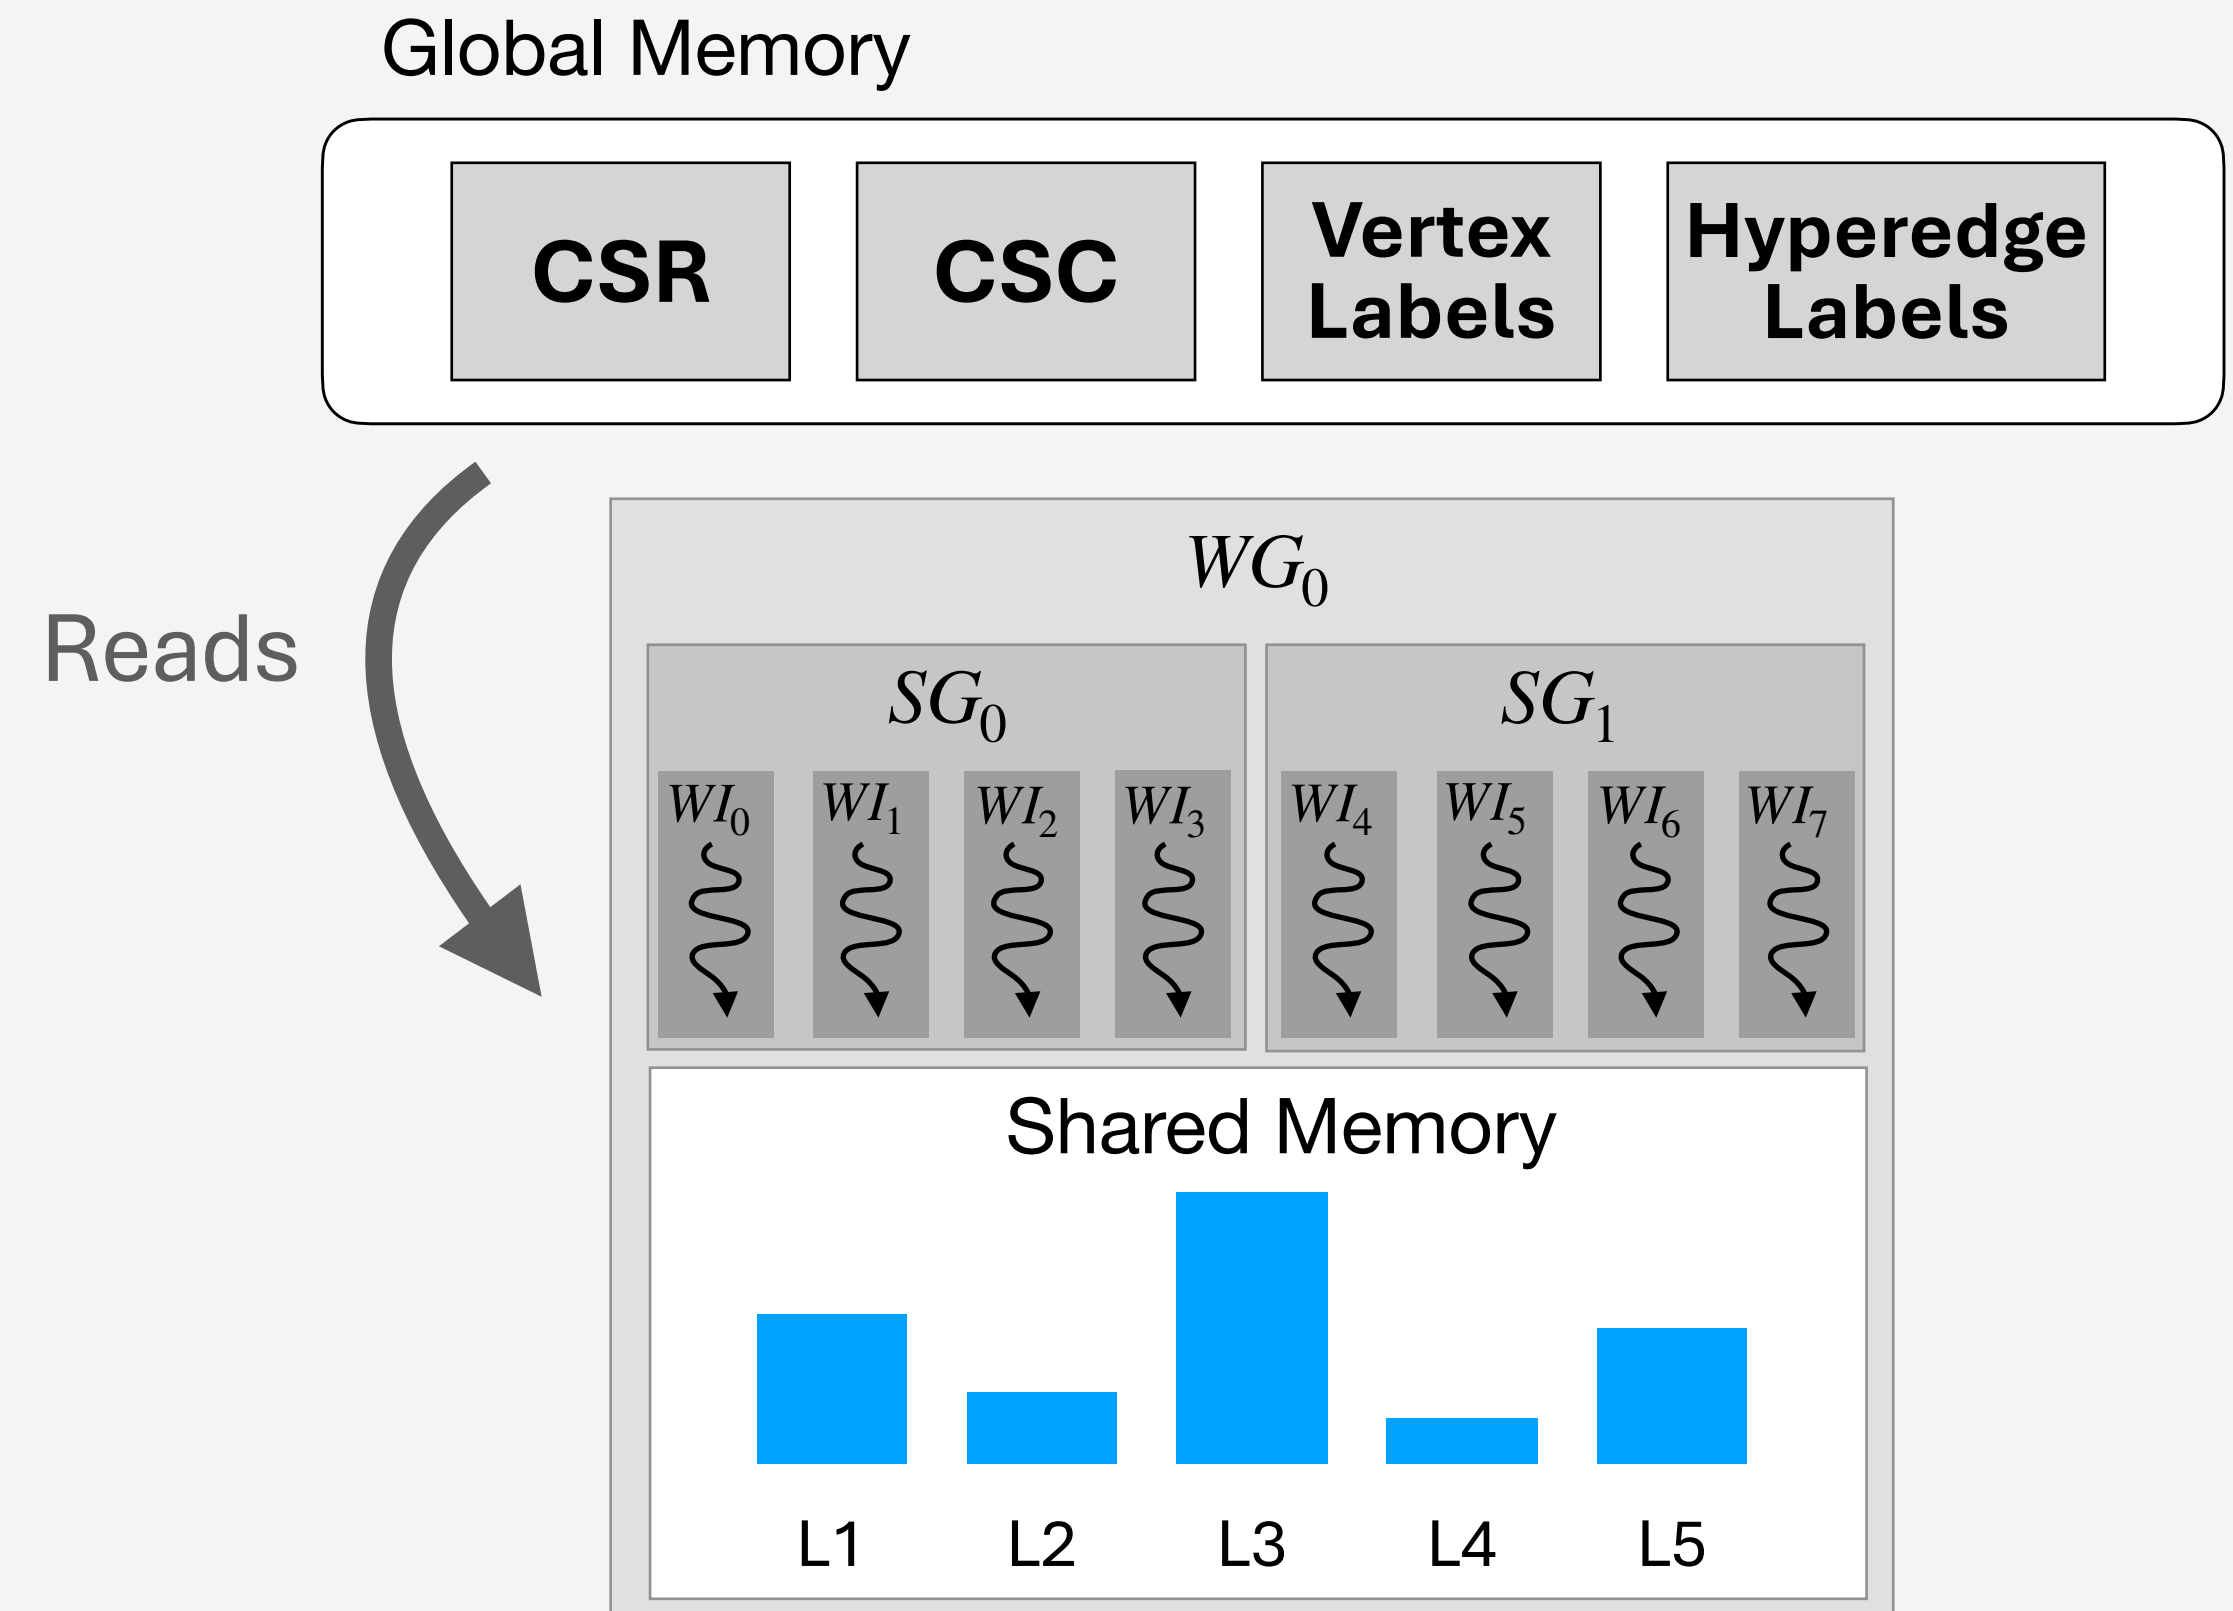 Global Memory
CSR
CSC
Vertex
Labels
Hyperedge
Labels
Reads
WG₀
SG₀
SG₁
WI₀
WI₁
WI₂
WI₃
WI₄
WI₅
WI₆
WI₇
Shared Memory
L1
L2
L3
L4
L5